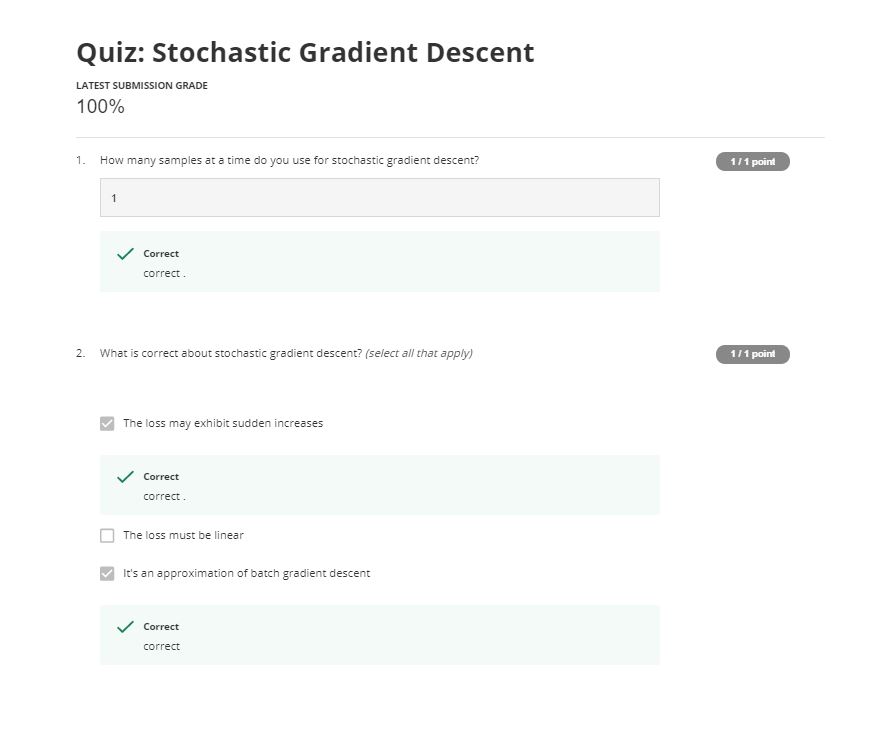 Quiz: Stochastic Gradient Descent
LATEST SUBMISSION GRADE
100%
1. How many samples at a time do you use for stochastic gradient descent? 1 / 1 point
1
Correct
correct .
2. What is correct about stochastic gradient descent? (select all that apply) 1 / 1 point
The loss may exhibit sudden increases
Correct
correct .
The loss must be linear
It's an approximation of batch gradient descent
Correct
correct